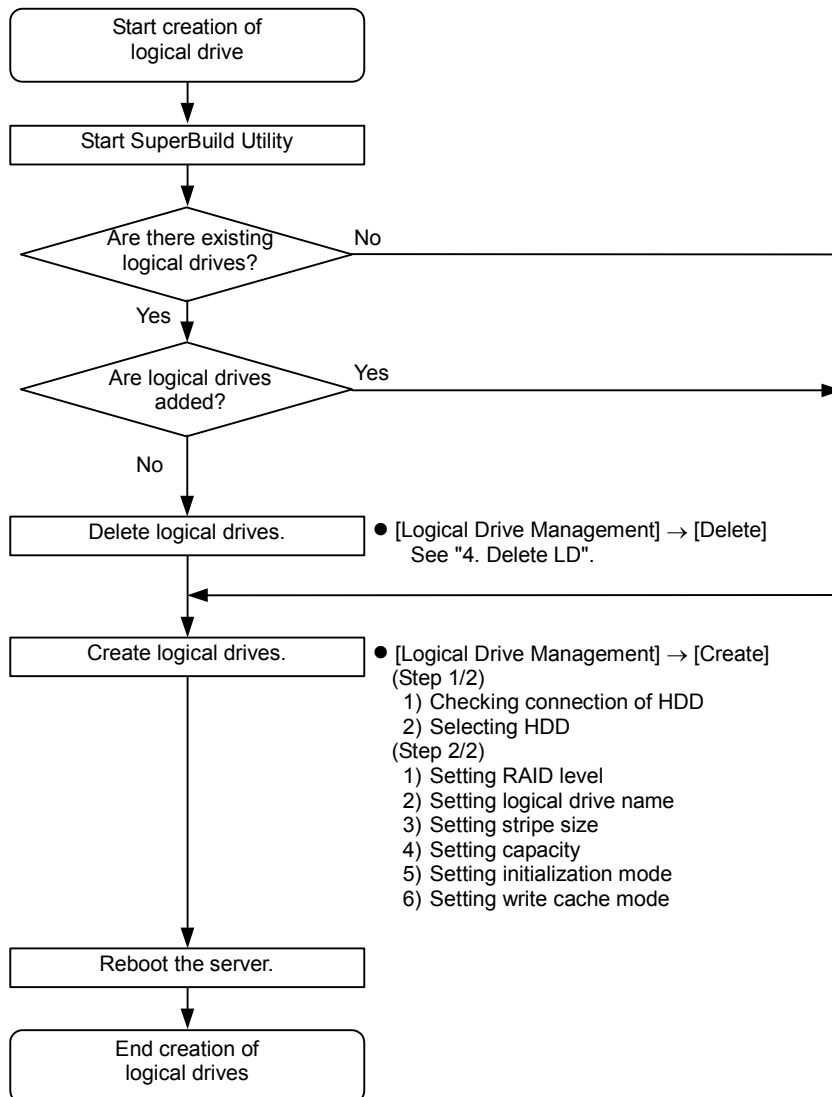 Start creation of
logical drive
Start SuperBuild Utility
Are there existing
logical drives?
No
Yes
Are logical drives
added?
Yes
No
Delete logical drives.
● [Logical Drive Management] → [Delete]
See "4. Delete LD".
Create logical drives.
● [Logical Drive Management] → [Create]
(Step 1/2)
1) Checking connection of HDD
2) Selecting HDD
(Step 2/2)
1) Setting RAID level
2) Setting logical drive name
3) Setting stripe size
4) Setting capacity
5) Setting initialization mode
6) Setting write cache mode
Reboot the server.
End creation of
logical drives